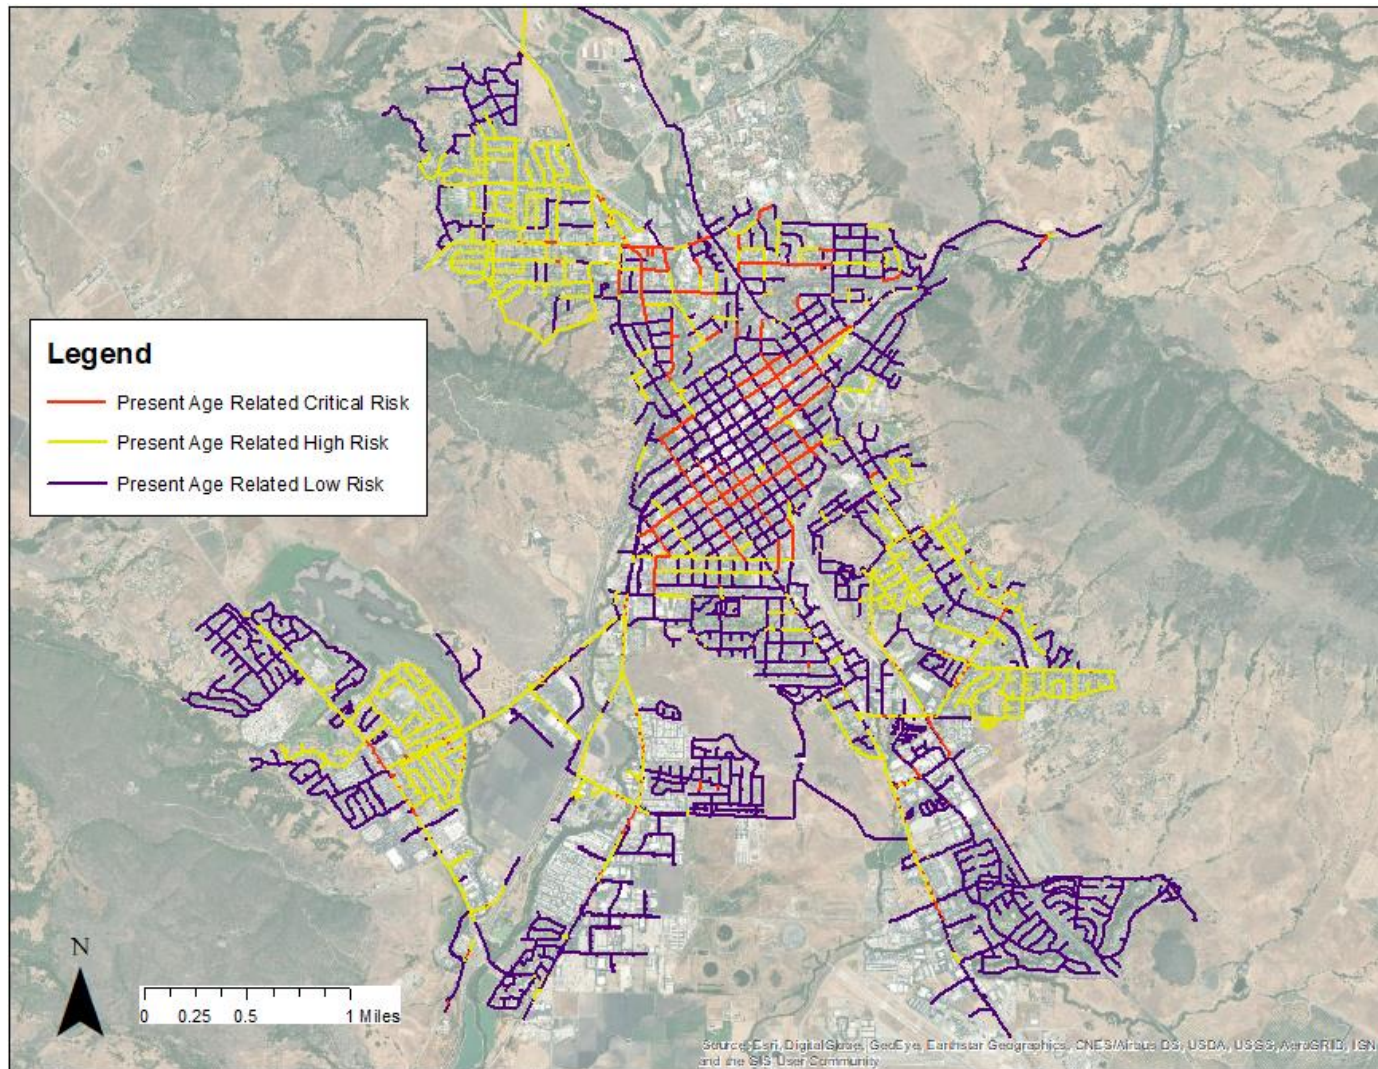 Legend
Present Age Related Critical Risk
Present Age Related High Risk
Present Age Related Low Risk
N
0 0.25 0.5 1 Miles
Source: Esri, DigitalGlobe, GeoEye, Earthstar Geographics, CNES/Airbus DS, USDA, USGS, AeroGRID, IGN
and the GIS User Community